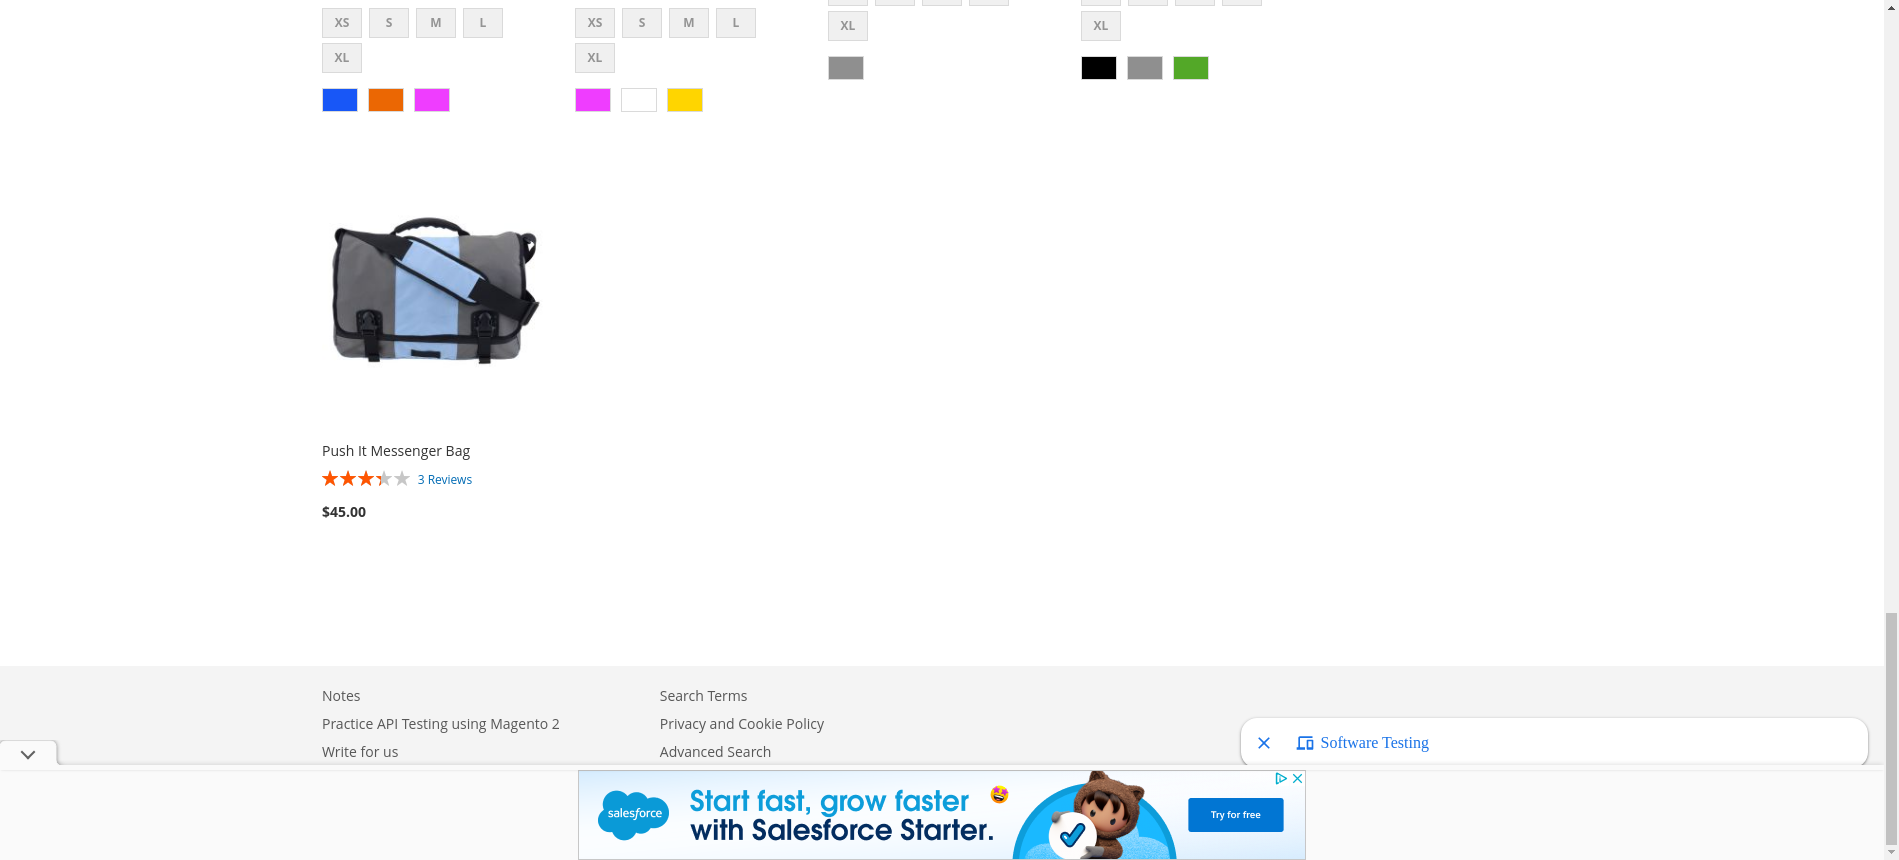 XS S M L
XL
XS S M L
XL
XL
XL
Push It Messenger Bag
3 Reviews
$45.00
Notes
Practice API Testing using Magento 2
Write for us
Search Terms
Privacy and Cookie Policy
Advanced Search
Software Testing
salesforce
Start fast, grow faster
with Salesforce Starter.
Try for free